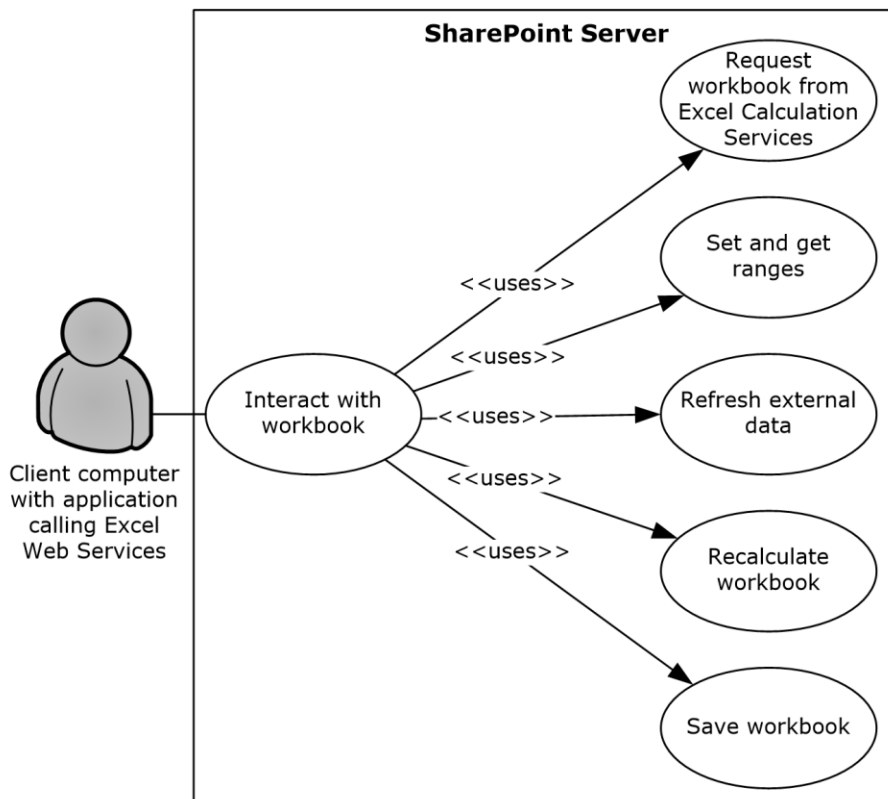 SharePoint Server
Request
workbook from
Excel Calculation
Services
<<uses>>
Set and get
ranges
<<uses>>
Interact with
workbook
<<uses>>
Refresh external
data
Client computer
with application
calling Excel
Web Services
<<uses>>
Recalculate
workbook
<<uses>>
Save workbook